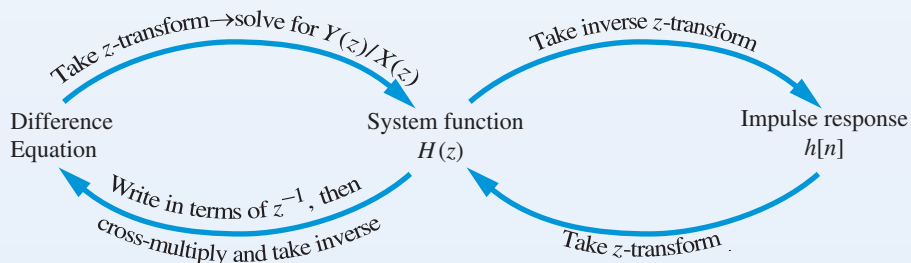 Take z-transform→solve for Y(z)/X(z)
Take inverse z-transform
Difference
Equation
System function
H(z)
Impulse response
h[n]
Write in terms of z⁻¹, then
cross-multiply and take inverse
Take z-transform